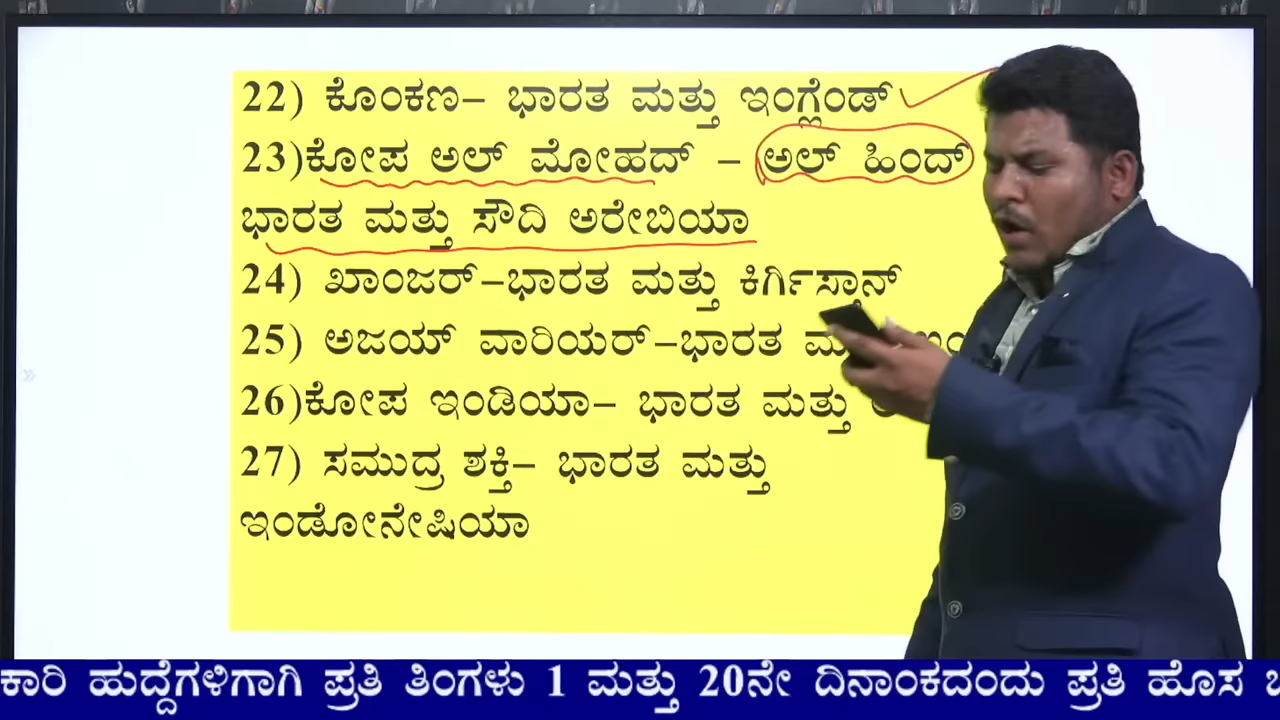 22) ಕೊಂಕಣ– ಭಾರತ ಮತ್ತು ಇಂಗ್ಲೆಂಡ್
23)ಕೋಪ ಅಲ್ ಮೋಹದ್ – ಅಲ್ ಹಿಂದ್
ಭಾರತ ಮತ್ತು ಸೌದಿ ಅರೇಬಿಯಾ
24) ಖಾಂಜರ್–ಭಾರತ ಮತ್ತು ಕಿರ್ಗಿಸ್ತಾನ್
25) ಅಜಯ್ ವಾರಿಯರ್–ಭಾರತ
26)ಕೋಪ ಇಂಡಿಯಾ– ಭಾರತ ಮತ್ತು
27) ಸಮುದ್ರ ಶಕ್ತಿ– ಭಾರತ ಮತ್ತು
ಇಂಡೋನೇಷಿಯಾ
ಕಾರಿ ಹುದ್ದೆಗಳಿಗಾಗಿ ಪ್ರತಿ ತಿಂಗಳು 1 ಮತ್ತು 20ನೇ ದಿನಾಂಕದಂದು ಪ್ರತಿ ಹೊಸ